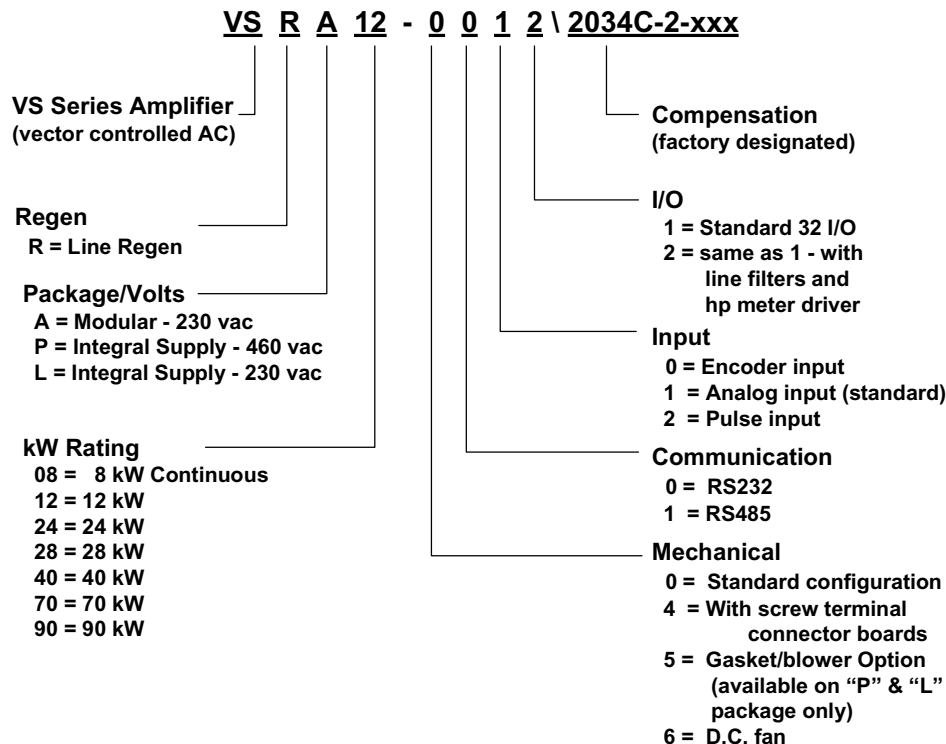 VS R A 12 - 0 0 1 2 \ 2034C-2-xxx
VS Series Amplifier
(vector controlled AC)
Regen
R = Line Regen
Package/Volts
A = Modular - 230 vac
P = Integral Supply - 460 vac
L = Integral Supply - 230 vac
kW Rating
08 = 8 kW Continuous
12 = 12 kW
24 = 24 kW
28 = 28 kW
40 = 40 kW
70 = 70 kW
90 = 90 kW
Compensation
(factory designated)
I/O
1 = Standard 32 I/O
2 = same as 1 - with
line filters and
hp meter driver
Input
0 = Encoder input
1 = Analog input (standard)
2 = Pulse input
Communication
0 = RS232
1 = RS485
Mechanical
0 = Standard configuration
4 = With screw terminal
connector boards
5 = Gasket/blower Option
(available on “P” & “L”
package only)
6 = D.C. fan